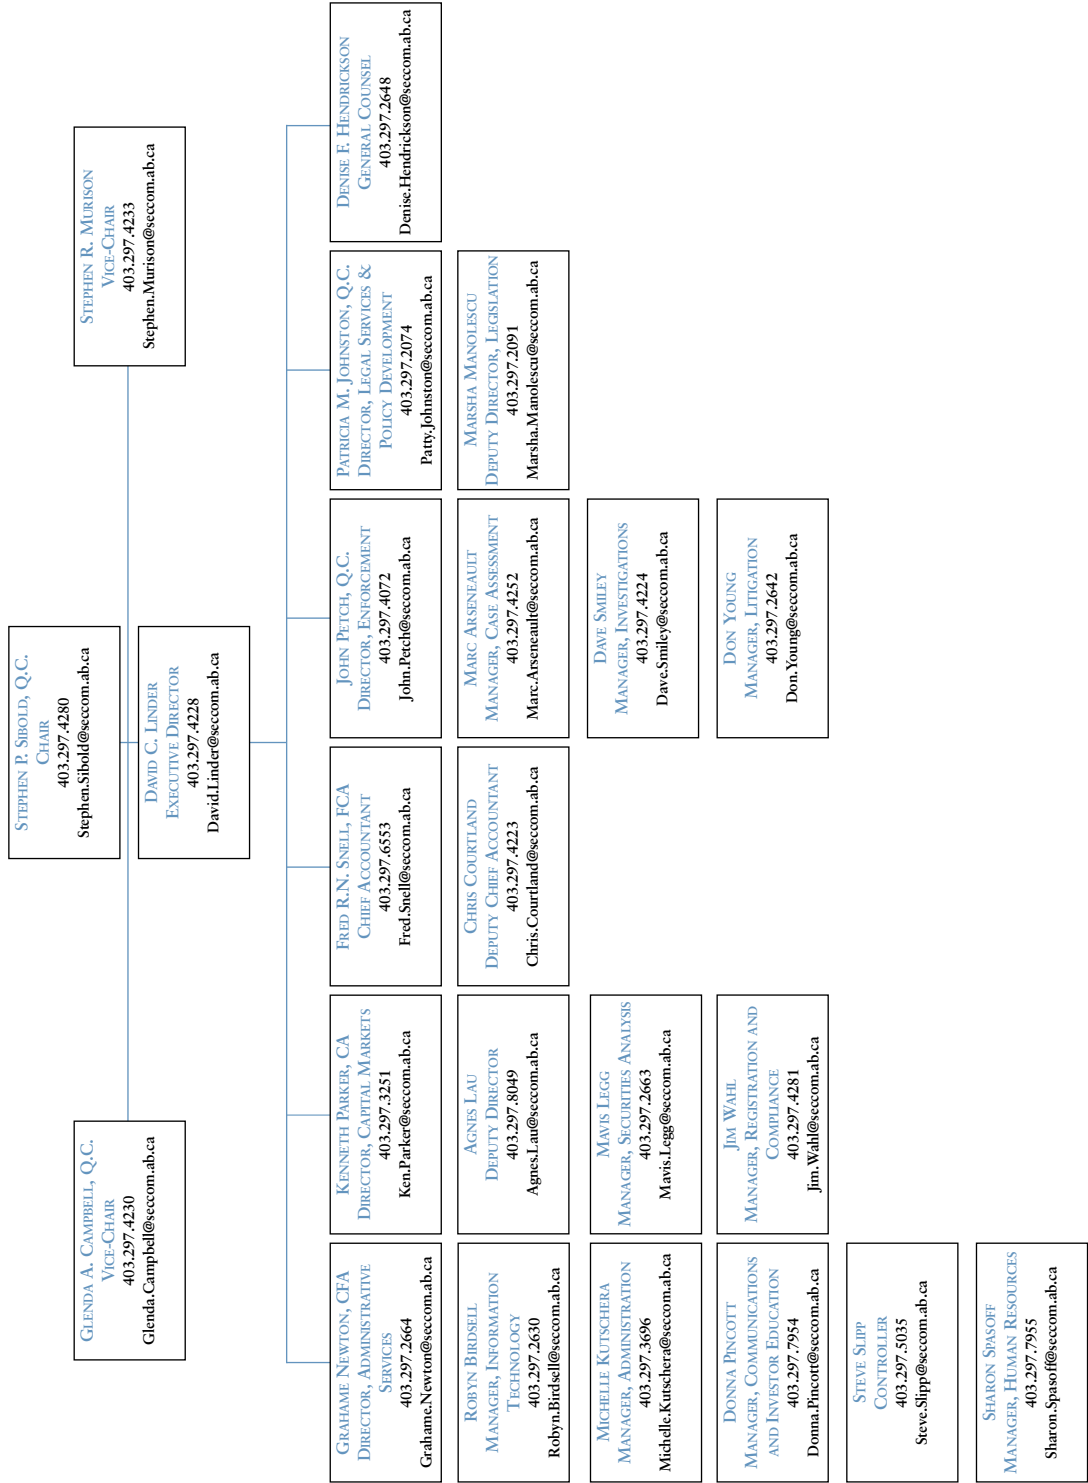 STEPHEN P. SIBOLD, Q.C.
CHAIR
403.297.4280
Stephen.Sibold@seccom.ab.ca
GLENDA A. CAMPBELL, Q.C.
VICE-CHAIR
403.297.4230
Glenda.Campbell@seccom.ab.ca
STEPHEN R. MURISON
VICE-CHAIR
403.297.4233
Stephen.Murison@seccom.ab.ca
DAVID C. LINDER
EXECUTIVE DIRECTOR
403.297.4228
David.Linder@seccom.ab.ca
GRAHAME NEWTON, CFA
DIRECTOR, ADMINISTRATIVE
SERVICES
403.297.2664
Grahame.Newton@seccom.ab.ca
ROBYN BIRDSELL
MANAGER, INFORMATION
TECHNOLOGY
403.297.2630
Robyn.Birdsell@seccom.ab.ca
MICHELLE KUTSCHERA
MANAGER, ADMINISTRATION
403.297.3696
Michelle.Kutschera@seccom.ab.ca
DONNA PINCOTT
MANAGER, COMMUNICATIONS
AND INVESTOR EDUCATION
403.297.7954
Donna.Pincott@seccom.ab.ca
STEVE SLIPP
CONTROLLER
403.297.5035
Steve.Slipp@seccom.ab.ca
SHARON SPASOFF
MANAGER, HUMAN RESOURCES
403.297.7955
Sharon.Spasoff@seccom.ab.ca
KENNETH PARKER, CA
DIRECTOR, CAPITAL MARKETS
403.297.3251
Ken.Parker@seccom.ab.ca
AGNES LAU
DEPUTY DIRECTOR
403.297.8049
Agnes.Lau@seccom.ab.ca
MAVIS LEGG
MANAGER, SECURITIES ANALYSIS
403.297.2663
Mavis.Legg@seccom.ab.ca
JIM WAHL
MANAGER, REGISTRATION AND
COMPLIANCE
403.297.4281
Jim.Wahl@seccom.ab.ca
FRED R.N. SNELL, FCA
CHIEF ACCOUNTANT
403.297.6553
Fred.Snell@seccom.ab.ca
CHRIS COURTLAND
DEPUTY CHIEF ACCOUNTANT
403.297.4223
Chris.Courtland@seccom.ab.ca
JOHN PETCH, Q.C.
DIRECTOR, ENFORCEMENT
403.297.4072
John.Petch@seccom.ab.ca
MARC ARSENEAULT
MANAGER, CASE ASSESSMENT
403.297.4252
Marc.Arseneault@seccom.ab.ca
DAVE SMILEY
MANAGER, INVESTIGATIONS
403.297.4224
Dave.Smiley@seccom.ab.ca
DON YOUNG
MANAGER, LITIGATION
403.297.2642
Don.Young@seccom.ab.ca
PATRICIA M. JOHNSTON, Q.C.
DIRECTOR, LEGAL SERVICES &
POLICY DEVELOPMENT
403.297.2074
Patty.Johnston@seccom.ab.ca
MARSHA MANOLESCU
DEPUTY DIRECTOR, LEGISLATION
403.297.2091
Marsha.Manolescu@seccom.ab.ca
DENISE F. HENDRICKSON
GENERAL COUNSEL
403.297.2648
Denise.Hendrickson@seccom.ab.ca